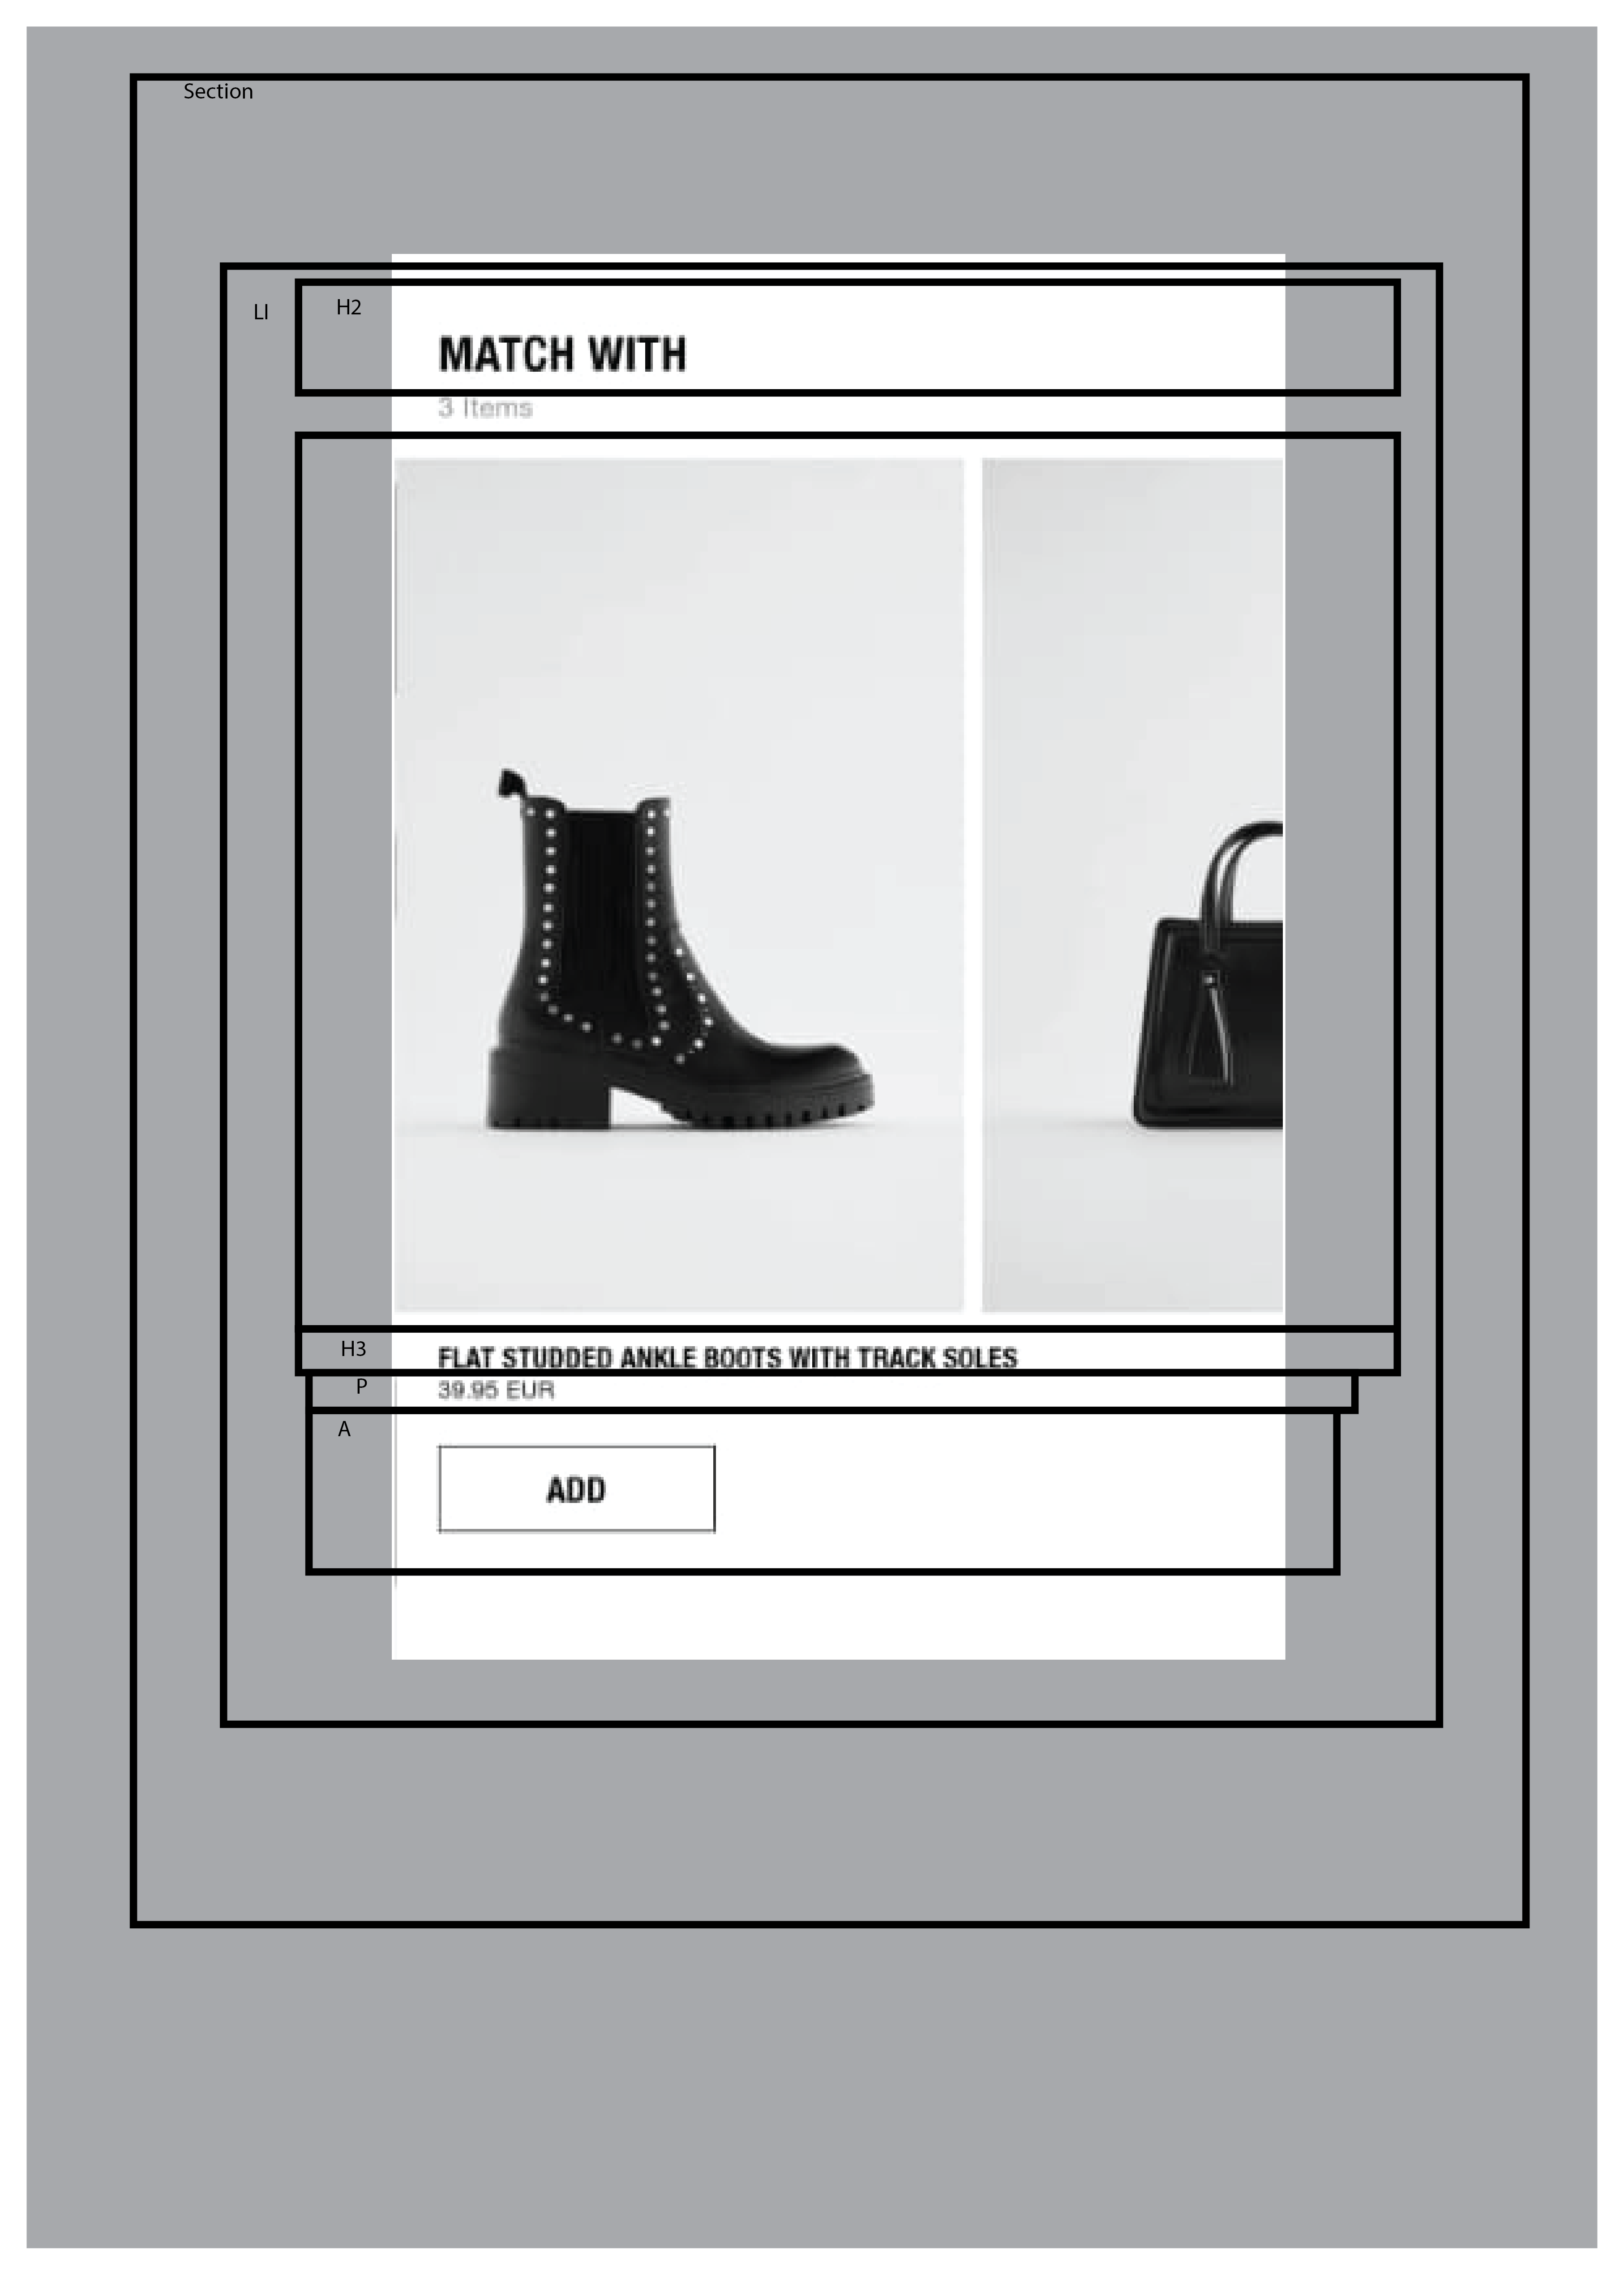 Section
LI
H2
MATCH WITH
3 Items
H3
FLAT STUDDED ANKLE BOOTS WITH TRACK SOLES
P
39.95 EUR
A
ADD